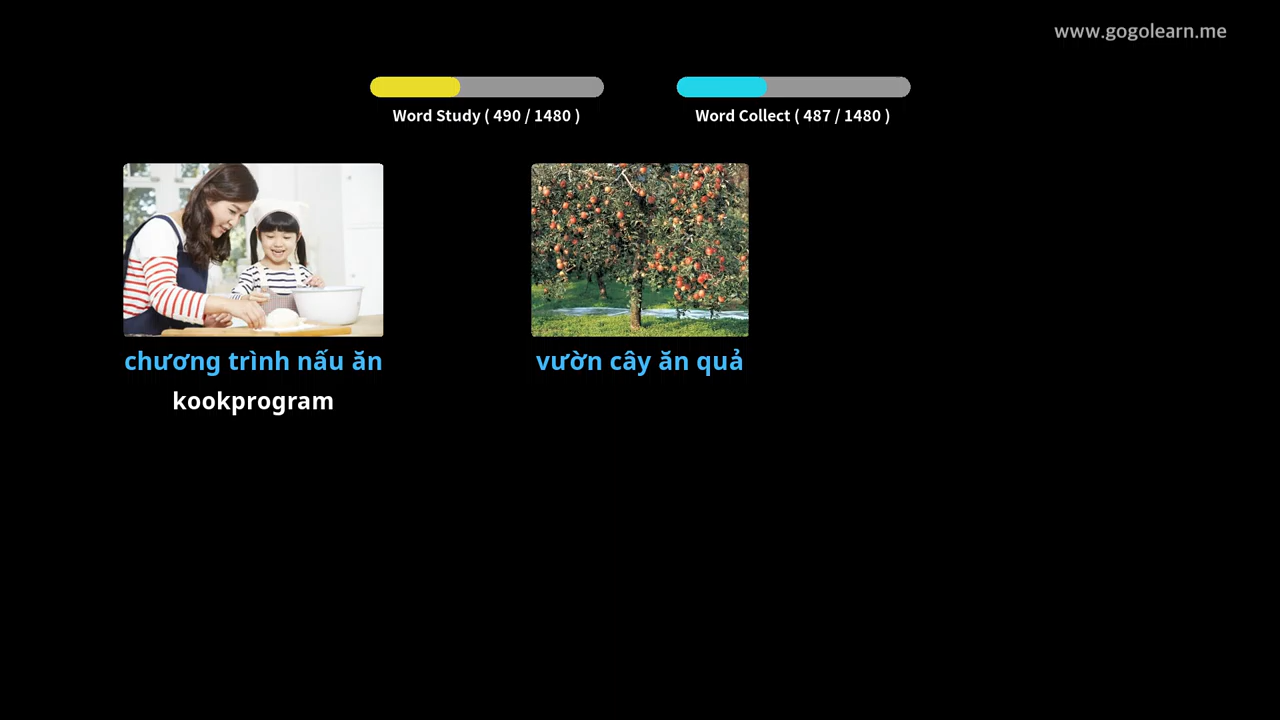 www.gogolearn.me
Word Study ( 490 / 1480 )
Word Collect ( 487 / 1480 )
chương trình nấu ăn
kookprogram
vườn cây ăn quả